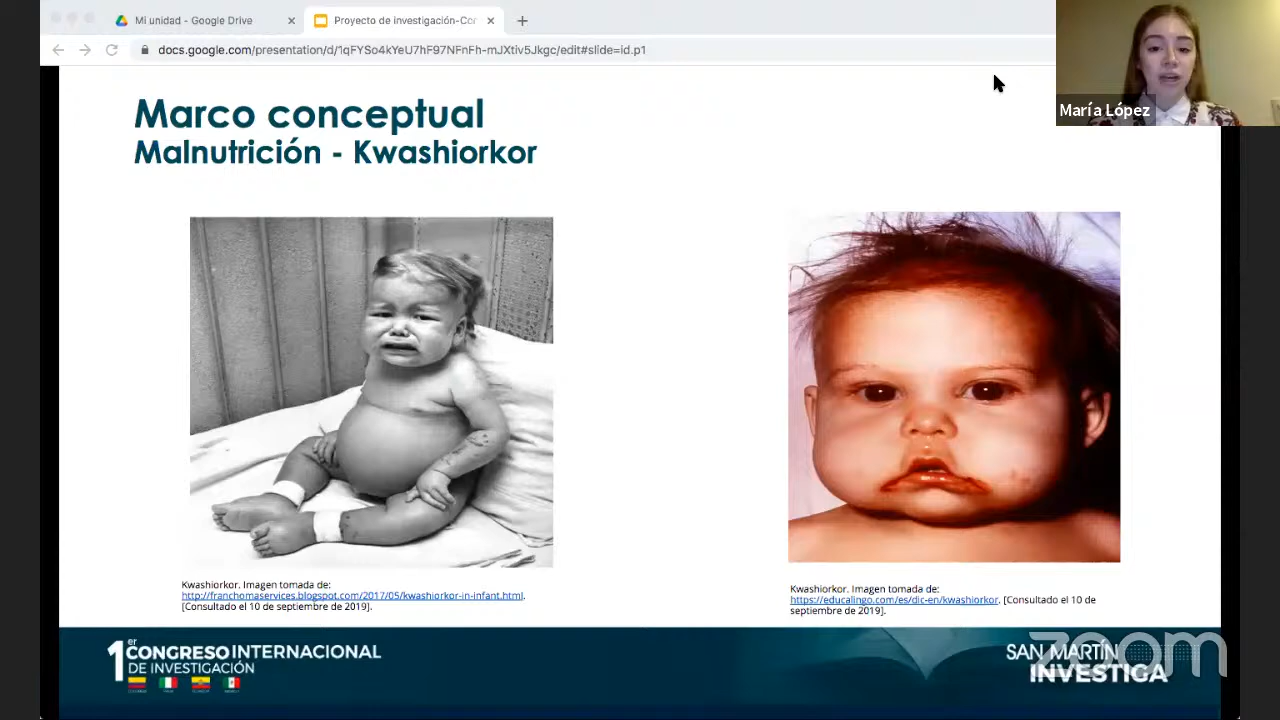 Mi unidad - Google Drive
Proyecto de investigación-Cor
docs.google.com/presentation/d/1qFYSo4kYeU7hF97NFnFh-mJXtiv5Jkgc/edit#slide=id.p1
María López
Marco conceptual
Malnutrición - Kwashiorkor
Kwashiorkor. Imagen tomada de:
http://franchomaservices.blogspot.com/2017/05/kwashiorkor-in-infant.html.
[Consultado el 10 de septiembre de 2019].
Kwashiorkor. Imagen tomada de:
https://educalingo.com/es/dic-en/kwashiorkor. [Consultado el 10 de
septiembre de 2019].
1er CONGRESO INTERNACIONAL
DE INVESTIGACIÓN
SAN MARTÍN
INVESTIGA
zoom